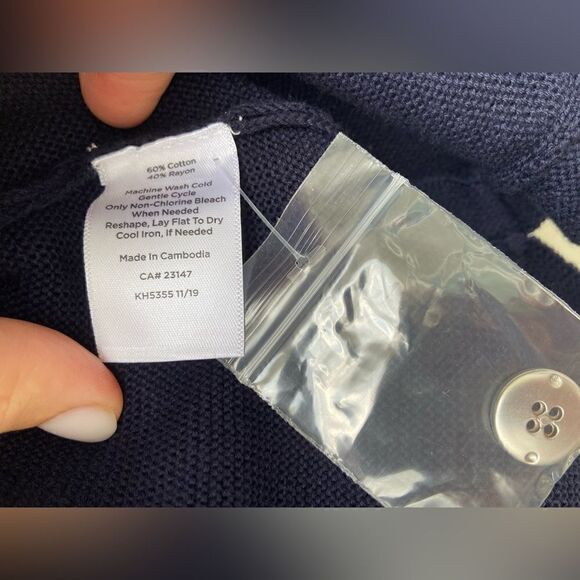 60% Cotton
40% Rayon
Machine Wash Cold
Gentle Cycle
Only Non-Chlorine Bleach
When Needed
Reshape, Lay Flat To Dry
Cool Iron, If Needed
Made In Cambodia
CA# 23147
KH5355 11/19